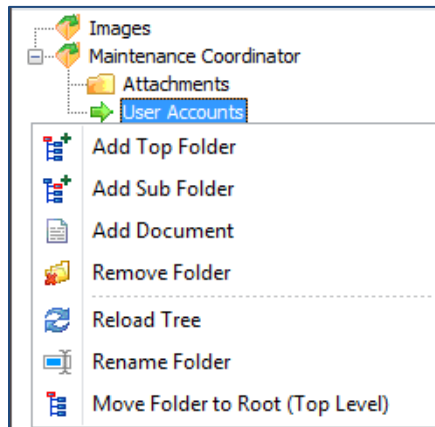 Images
Maintenance Coordinator
Attachments
User Accounts
Add Top Folder
Add Sub Folder
Add Document
Remove Folder
Reload Tree
Rename Folder
Move Folder to Root (Top Level)